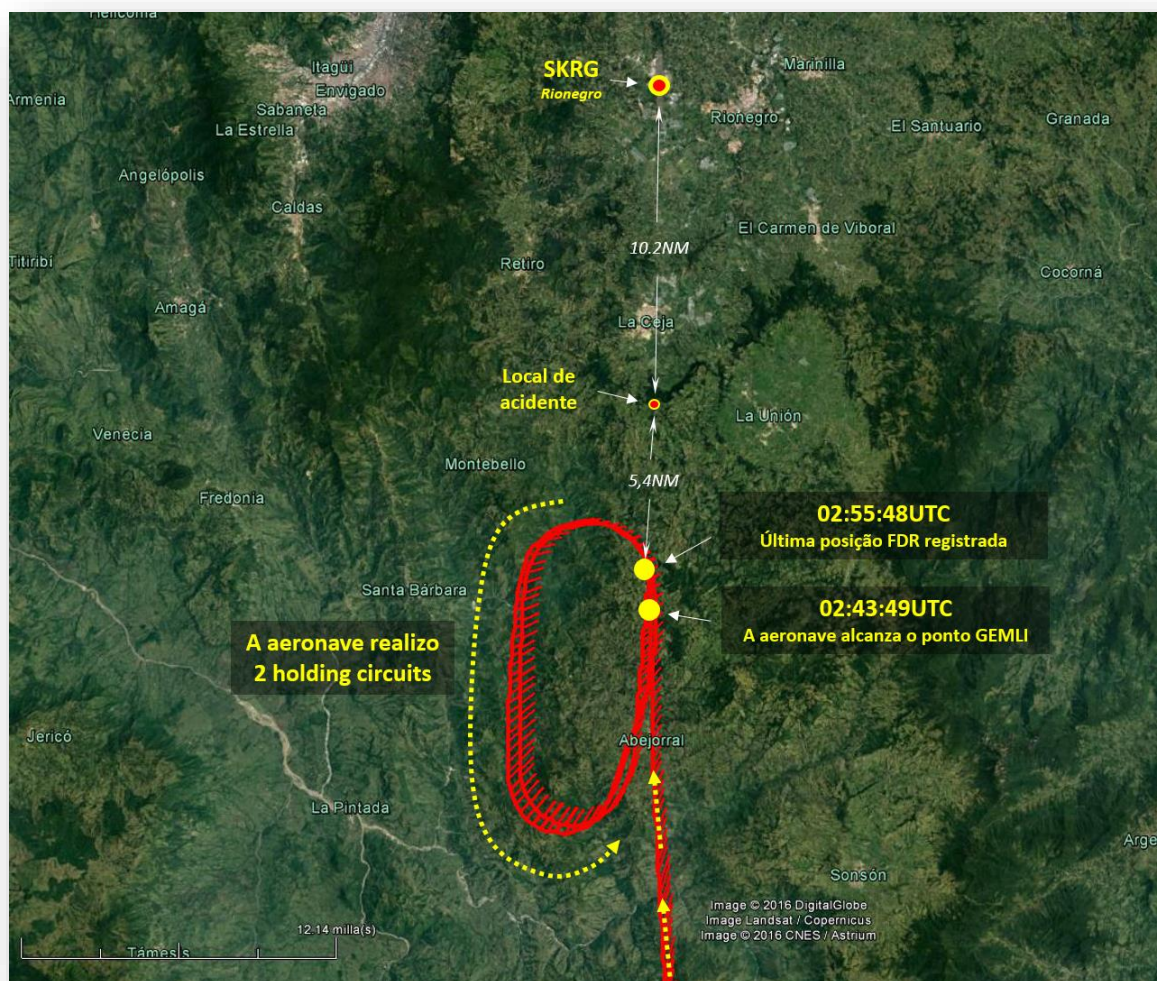 Itagüí
Envigado
Sabaneta
La Estrella
Armenia
Angelópolis
Caldas
Titiribí
Amagá
Retiro
SKRG
Rionegro
Marinilla
Rionegro
El Santuario
Granada
El Carmen de Viboral
Cocorná
10.2NM
La Ceja
Local de
acidente
La Unión
Venecia
Montebello
5,4NM
Fredonia
02:55:48UTC
Última posição FDR registrada
Santa Bárbara
02:43:49UTC
A aeronave alcanza o ponto GEMLI
A aeronave realizo
2 holding circuits
Jericó
Abejorral
La Pintada
Sonsón
Image © 2016 DigitalGlobe
Image Landsat / Copernicus
Image © 2016 CNES / Astrium
12.14 milla(s)
Támesis